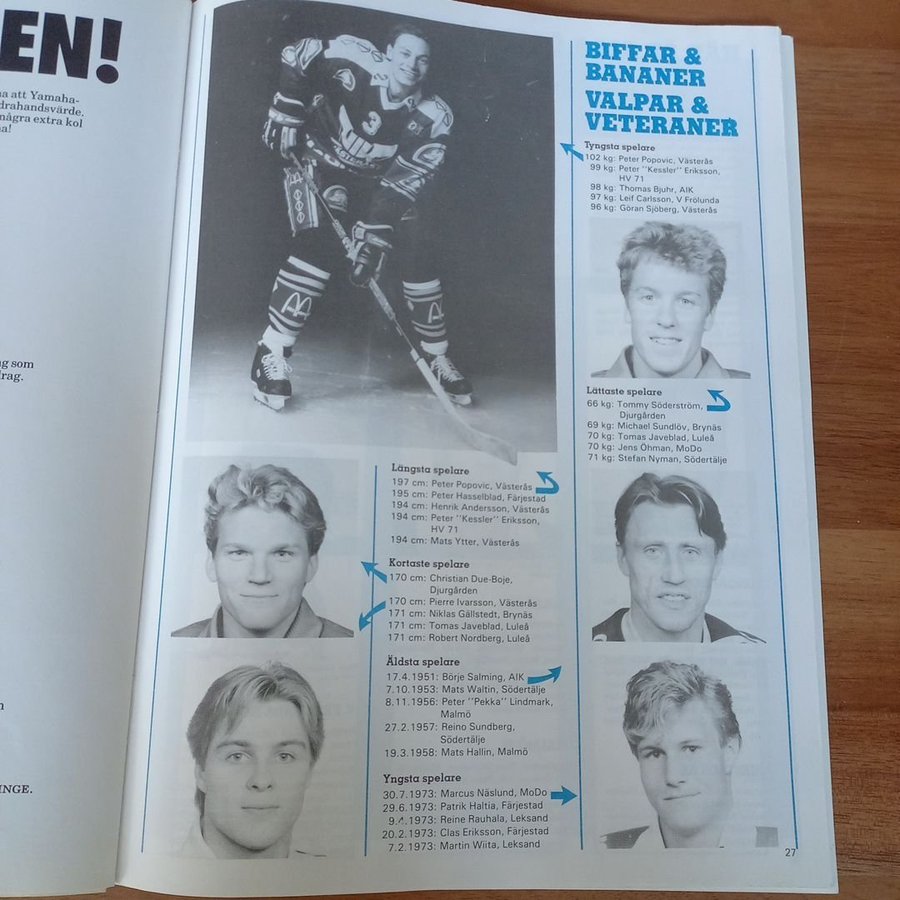 EN!
a att Yamaha-
drahandsvärde.
några extra kol
na!
g som
rag.
INGE.
3
BIFFAR &
BANANER
VALPAR &
VETERANER
Tyngsta spelare
102 kg: Peter Popovic, Västerås
99 kg: Peter "Kessler" Eriksson,
HV 71
98 kg: Thomas Bjuhr, AIK
97 kg: Leif Carlsson, V Frölunda
96 kg: Göran Sjöberg, Västerås
Lättaste spelare
66 kg: Tommy Söderström,
Djurgården
69 kg: Michael Sundlöv, Brynäs
70 kg: Tomas Javeblad, Luleå
70 kg: Jens Öhman, MoDo
71 kg: Stefan Nyman, Södertälje
Längsta spelare
197 cm: Peter Popovic, Västerås
195 cm: Peter Hasselblad, Färjestad
194 cm: Henrik Andersson, Västerås
194 cm: Peter "Kessler" Eriksson,
HV 71
194 cm: Mats Ytter, Västerås
Kortaste spelare
170 cm: Christian Due-Boje,
Djurgården
170 cm: Pierre Ivarsson, Västerås
171 cm: Niklas Gällstedt, Brynäs
171 cm: Tomas Javeblad, Luleå
171 cm: Robert Nordberg, Luleå
Äldsta spelare
17.4.1951: Börje Salming, AIK
7.10.1953: Mats Waltin, Södertälje
8.11.1956: Peter "Pekka" Lindmark,
Malmö
27.2.1957: Reino Sundberg,
Södertälje
19.3.1958: Mats Hallin, Malmö
Yngsta spelare
30.7.1973: Marcus Näslund, MoDo
29.6.1973: Patrik Haltia, Färjestad
9.4.1973: Reine Rauhala, Leksand
20.2.1973: Clas Eriksson, Färjestad
7.2.1973: Martin Wiita, Leksand
27